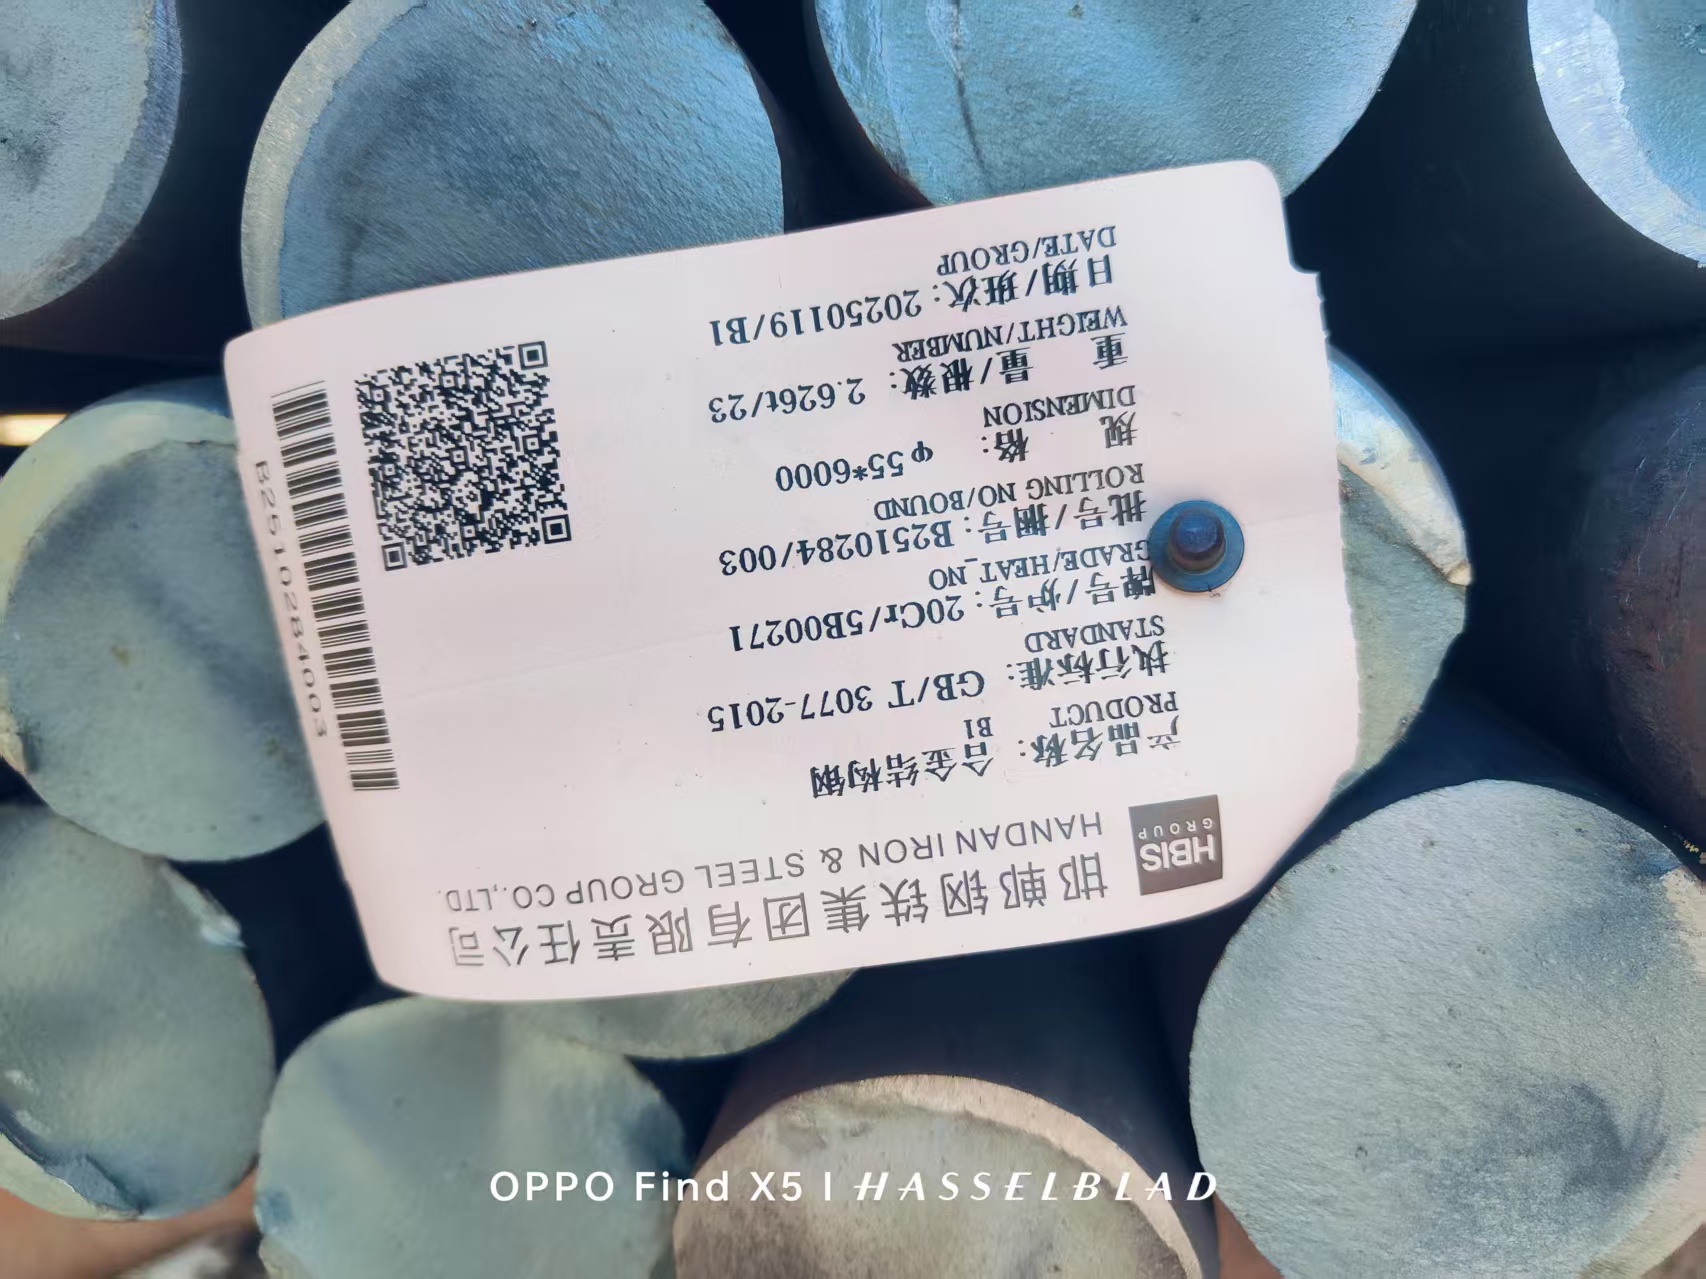 HBIS
GROUP
邯郸钢铁集团有限责任公司
HANDAN IRON & STEEL GROUP CO.,LTD.
产品名称: 合金结构钢
PRODUCT B1
执行标准: GB/T 3077-2015
STANDARD
牌号/炉号: 20Cr/5B00271
GRADE/HEAT_NO
批号/捆号: B2510284/003
ROLLING NO/BOUND
规 格: φ55*6000
DIMENSION
重 量/根数: 2.626t/23
WEIGHT/NUMBER
日期/班次: 20250119/B1
DATE/GROUP
B2510284003
OPPO Find X5 | HASSELBLAD